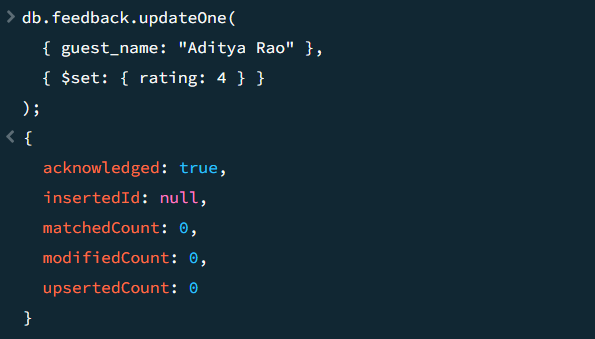 db.feedback.updateOne(
{ guest_name: "Aditya Rao" },
{ $set: { rating: 4 } }
);
{
acknowledged: true,
insertedId: null,
matchedCount: 0,
modifiedCount: 0,
upsertedCount: 0
}